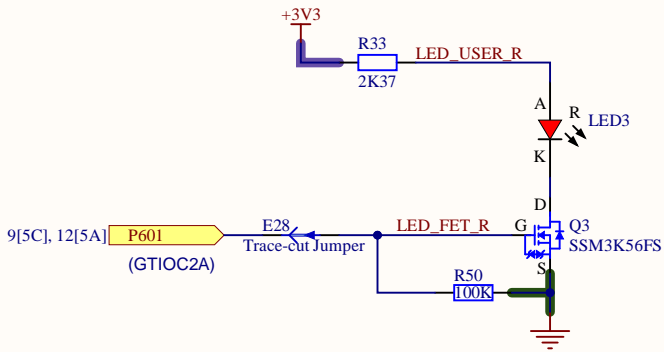 +3V3
R33
LED_USER_R
2K37
A
R
LED3
K
D
9[5C], 12[5A]
P601
E28
LED_FET_R
G
Q3
Trace-cut Jumper
SSM3K56FS
(GTIOC2A)
S
R50
100K